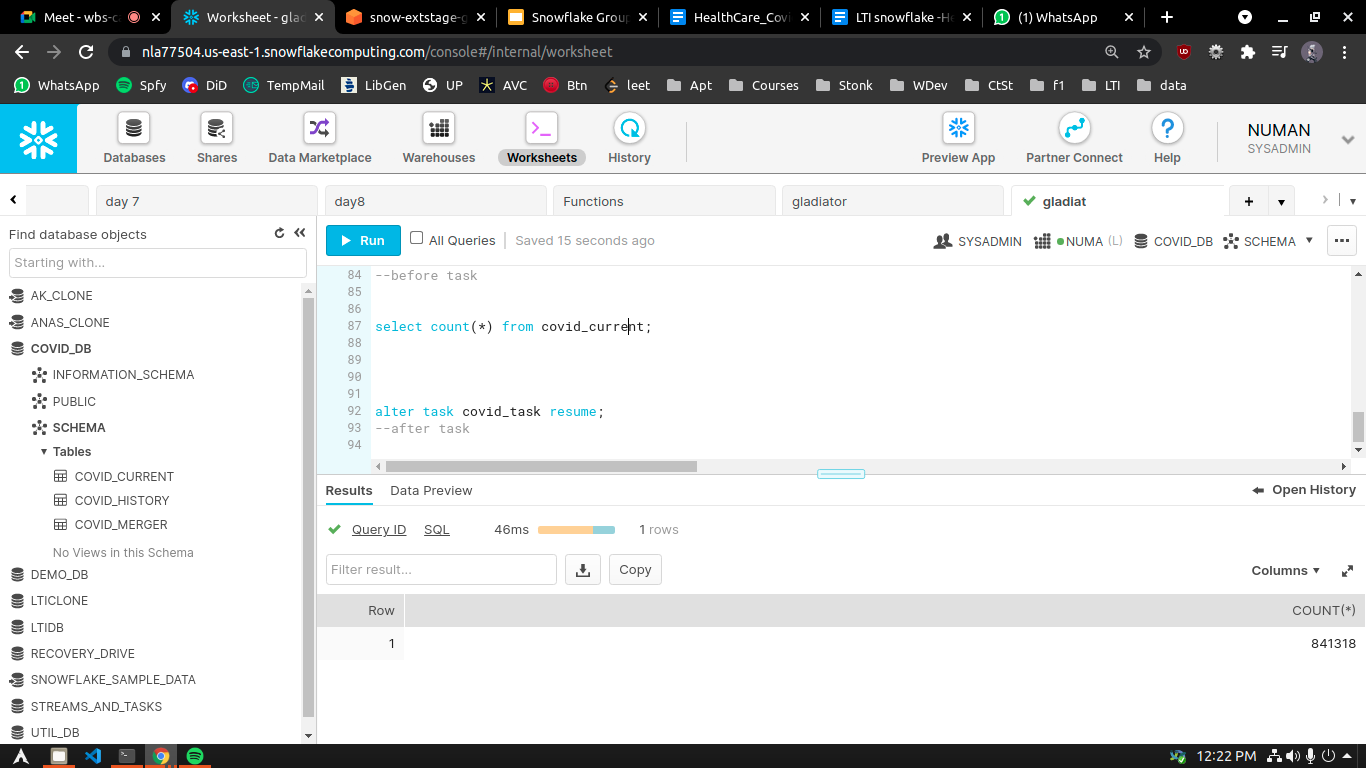 Meet - wbs-ca
Worksheet - glad
snow-extstage-g
Snowflake Group
HealthCare_Covi
LTI snowflake -He
(1) WhatsApp
nla77504.us-east-1.snowflakecomputing.com/console#/internal/worksheet
WhatsApp Spfy DiD TempMail LibGen UP AVC Btn leet Apt Courses Stonk WDev CtSt f1 LTI data
Databases Shares Data Marketplace Warehouses Worksheets History Preview App Partner Connect Help
NUMAN
SYSADMIN
day 7 day8 Functions gladiator gladiat
Find database objects
Starting with...
AK_CLONE
ANAS_CLONE
COVID_DB
INFORMATION_SCHEMA
PUBLIC
SCHEMA
Tables
COVID_CURRENT
COVID_HISTORY
COVID_MERGER
No Views in this Schema
DEMO_DB
LTICLONE
LTIDB
RECOVERY_DRIVE
SNOWFLAKE_SAMPLE_DATA
STREAMS_AND_TASKS
UTIL_DB
Run All Queries Saved 15 seconds ago SYSADMIN NUMA (L) COVID_DB SCHEMA
84 --before task
85
86
87 select count(*) from covid_current;
88
89
90
91
92 alter task covid_task resume;
93 --after task
94
Results Data Preview Open History
Query ID SQL 46ms 1 rows
Filter result... Copy Columns
Row COUNT(*)
1 841318
12:22 PM